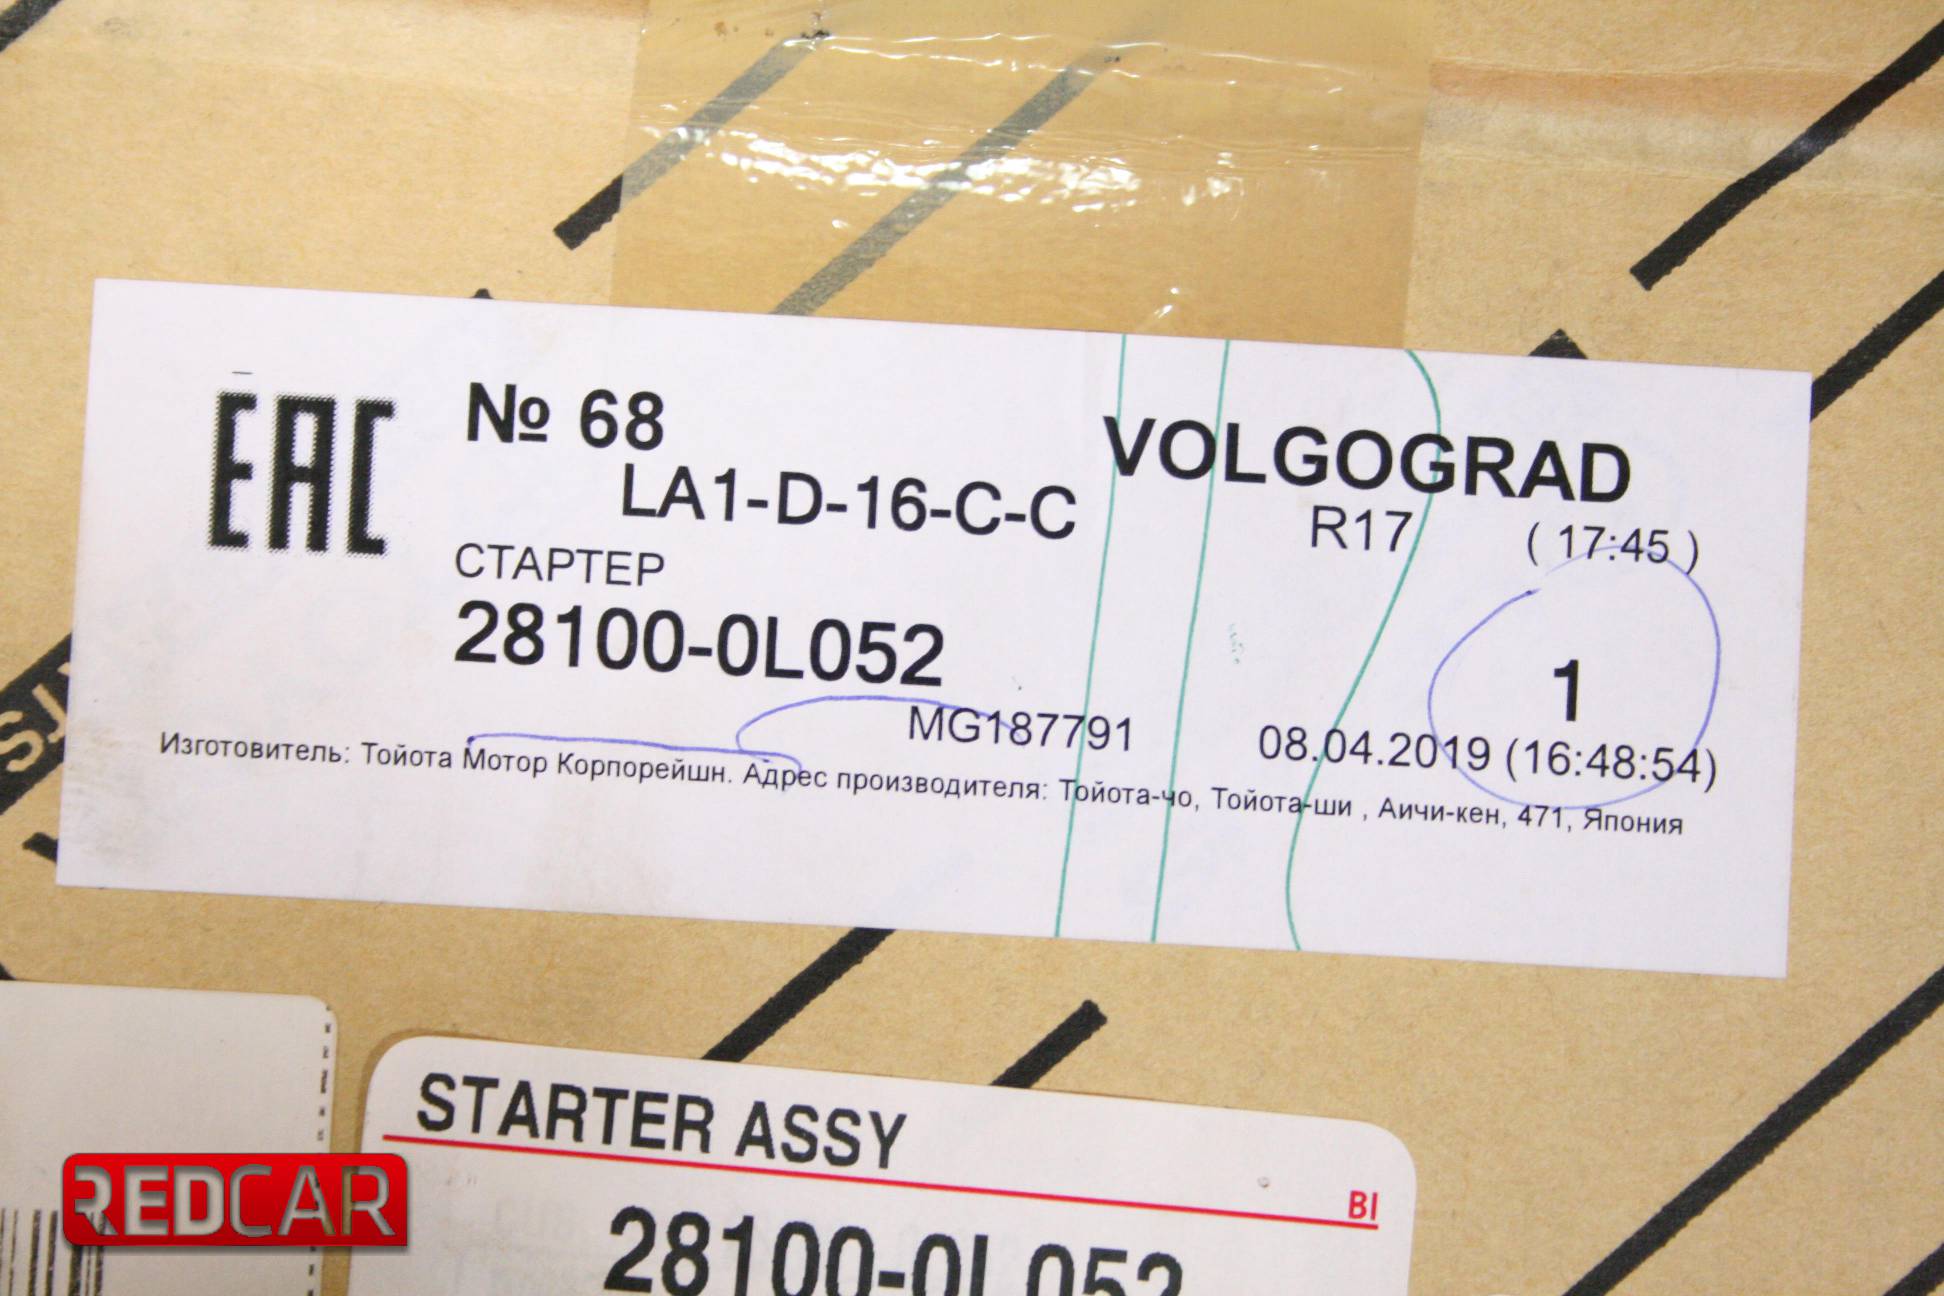 EAC
№ 68
VOLGOGRAD
LA1-D-16-C-C
R17 ( 17:45 )
СТАРТЕР
28100-0L052
1
MG187791
08.04.2019 (16:48:54)
Изготовитель: Тойота Мотор Корпорейшн. Адрес производителя: Тойота-чо, Тойота-ши , Аичи-кен, 471, Япония
STARTER ASSY
BI
28100-0L052
REDCAR